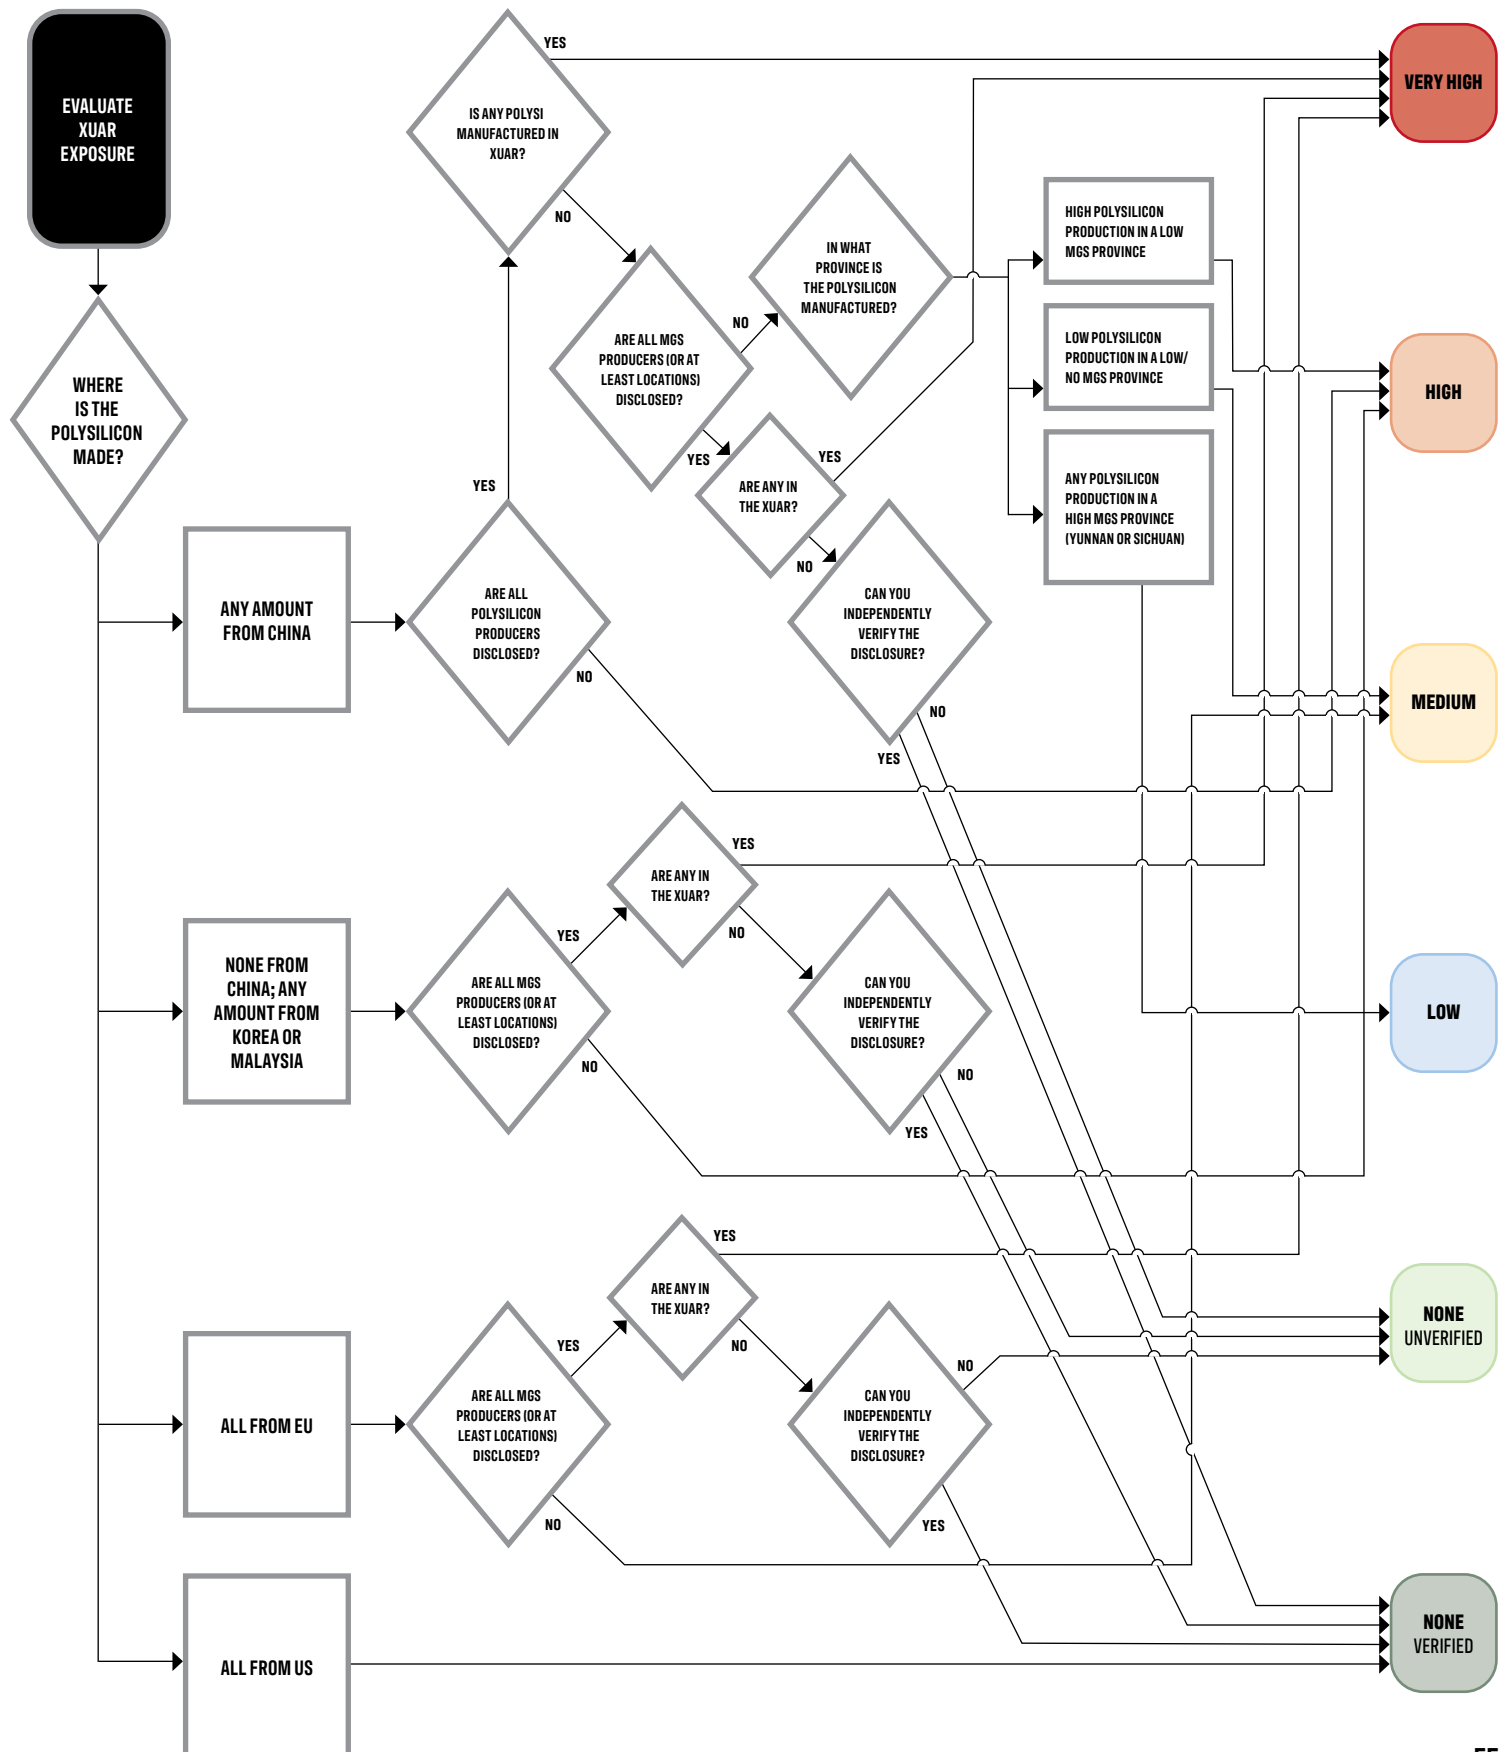 EVALUATE
XUAR
EXPOSURE
WHERE
IS THE
POLYSILICON
MADE?
ANY AMOUNT
FROM CHINA
NONE FROM
CHINA; ANY
AMOUNT FROM
KOREA OR
MALAYSIA
ALL FROM EU
ALL FROM US
IS ANY POLYSI
MANUFACTURED IN
XUAR?
YES
NO
ARE ALL MGS
PRODUCERS (OR AT
LEAST LOCATIONS)
DISCLOSED?
NO
YES
IN WHAT
PROVINCE IS
THE POLYSILICON
MANUFACTURED?
HIGH POLYSILICON
PRODUCTION IN A LOW
MGS PROVINCE
LOW POLYSILICON
PRODUCTION IN A LOW/
NO MGS PROVINCE
ANY POLYSILICON
PRODUCTION IN A
HIGH MGS PROVINCE
(YUNNAN OR SICHUAN)
ARE ANY IN
THE XUAR?
YES
NO
YES
ARE ALL
POLYSILICON
PRODUCERS
DISCLOSED?
NO
CAN YOU
INDEPENDENTLY
VERIFY THE
DISCLOSURE?
NO
YES
ARE ALL MGS
PRODUCERS (OR AT
LEAST LOCATIONS)
DISCLOSED?
YES
NO
ARE ANY IN
THE XUAR?
YES
NO
CAN YOU
INDEPENDENTLY
VERIFY THE
DISCLOSURE?
NO
YES
ARE ALL MGS
PRODUCERS (OR AT
LEAST LOCATIONS)
DISCLOSED?
YES
NO
ARE ANY IN
THE XUAR?
YES
NO
CAN YOU
INDEPENDENTLY
VERIFY THE
DISCLOSURE?
NO
YES
VERY HIGH
HIGH
MEDIUM
LOW
NONE
UNVERIFIED
NONE
VERIFIED